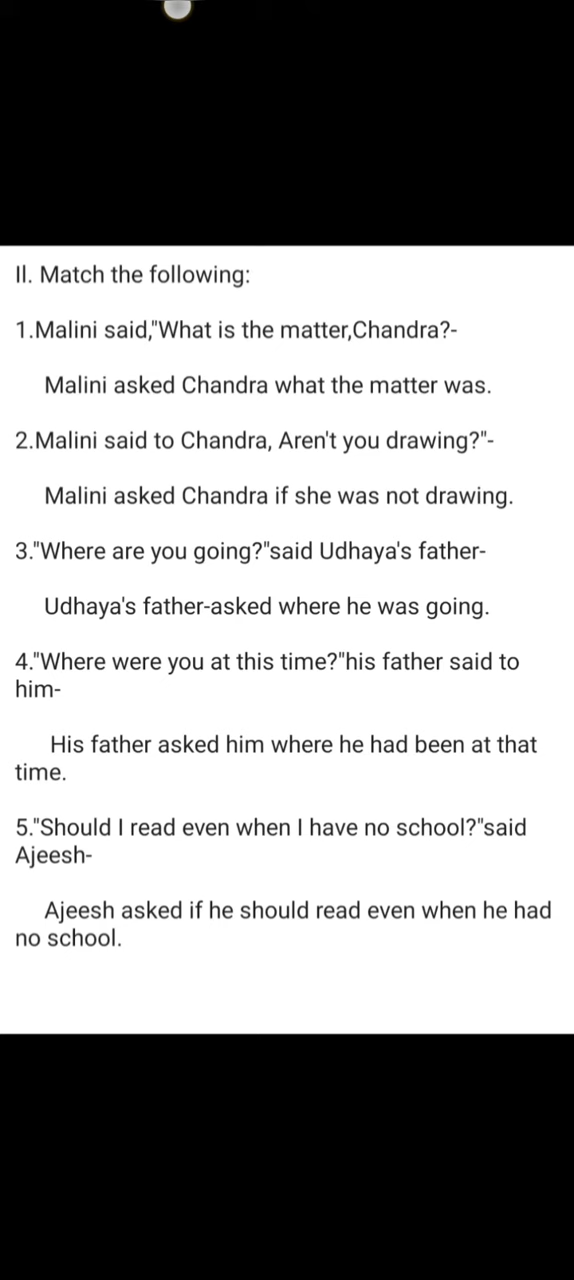 II. Match the following:
1.Malini said,"What is the matter,Chandra?-
Malini asked Chandra what the matter was.
2.Malini said to Chandra, Aren't you drawing?"-
Malini asked Chandra if she was not drawing.
3."Where are you going?"said Udhaya's father-
Udhaya's father-asked where he was going.
4."Where were you at this time?"his father said to
him-
His father asked him where he had been at that
time.
5."Should I read even when I have no school?"said
Ajeesh-
Ajeesh asked if he should read even when he had
no school.